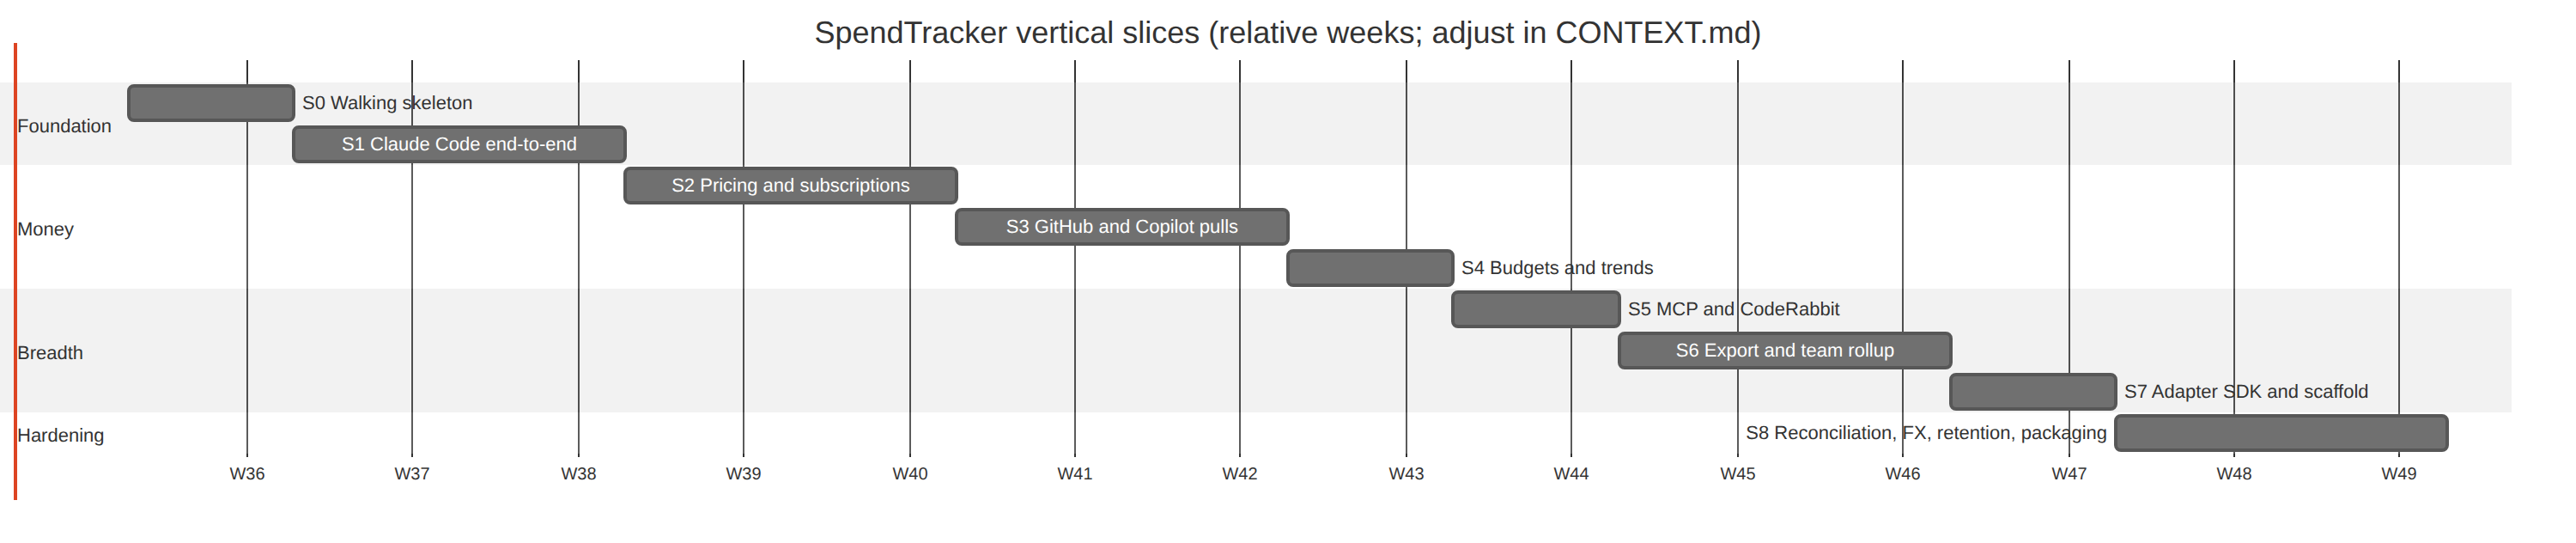 SpendTracker vertical slices (relative weeks; adjust in CONTEXT.md)
S0 Walking skeleton
Foundation
S1 Claude Code end-to-end
S2 Pricing and subscriptions
Money
S3 GitHub and Copilot pulls
S4 Budgets and trends
S5 MCP and CodeRabbit
Breadth
S6 Export and team rollup
S7 Adapter SDK and scaffold
Hardening
S8 Reconciliation, FX, retention, packaging
W36 W37 W38 W39 W40 W41 W42 W43 W44 W45 W46 W47 W48 W49